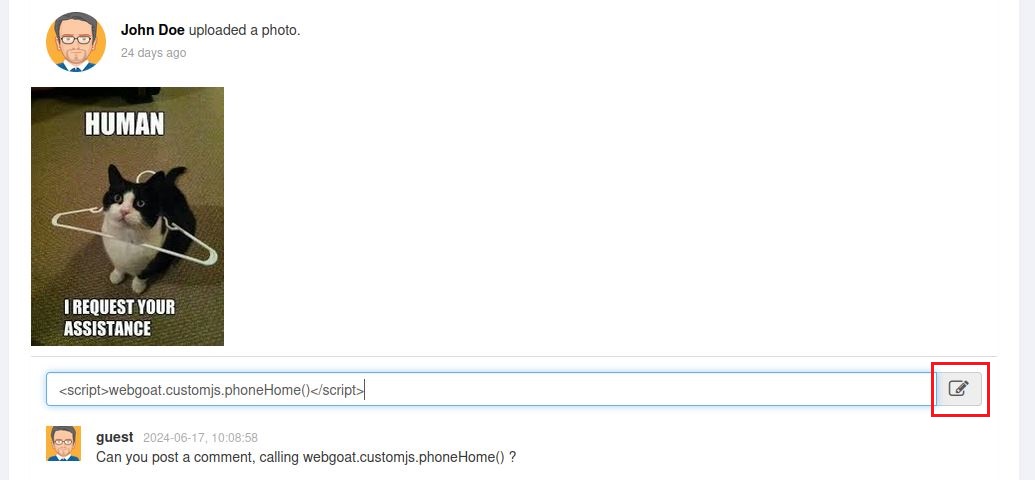 John Doe uploaded a photo.
24 days ago
HUMAN
I REQUEST YOUR
ASSISTANCE
<script>webgoat.customjs.phoneHome()</script>
guest 2024-06-17, 10:08:58
Can you post a comment, calling webgoat.customjs.phoneHome() ?